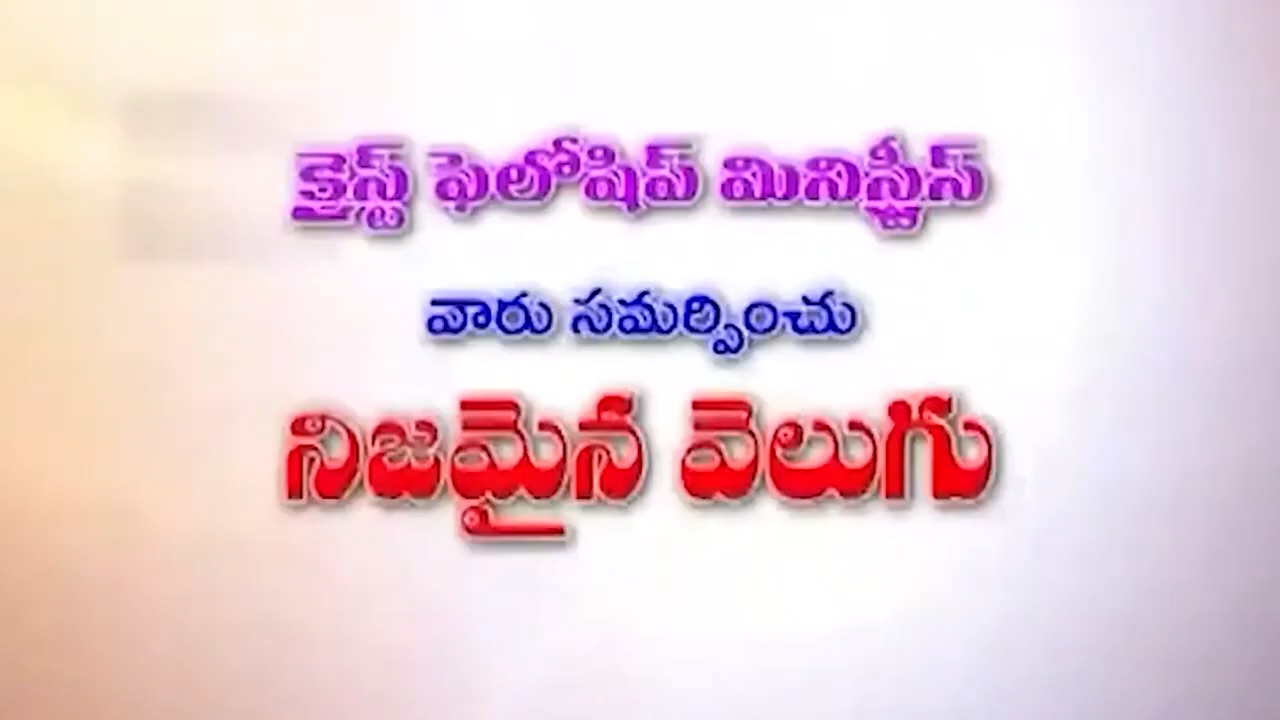 క్రైస్ట్ ఫెలోషిప్ మినిస్ట్రీస్
వారు సమర్పించు
నిజమైన వెలుగు